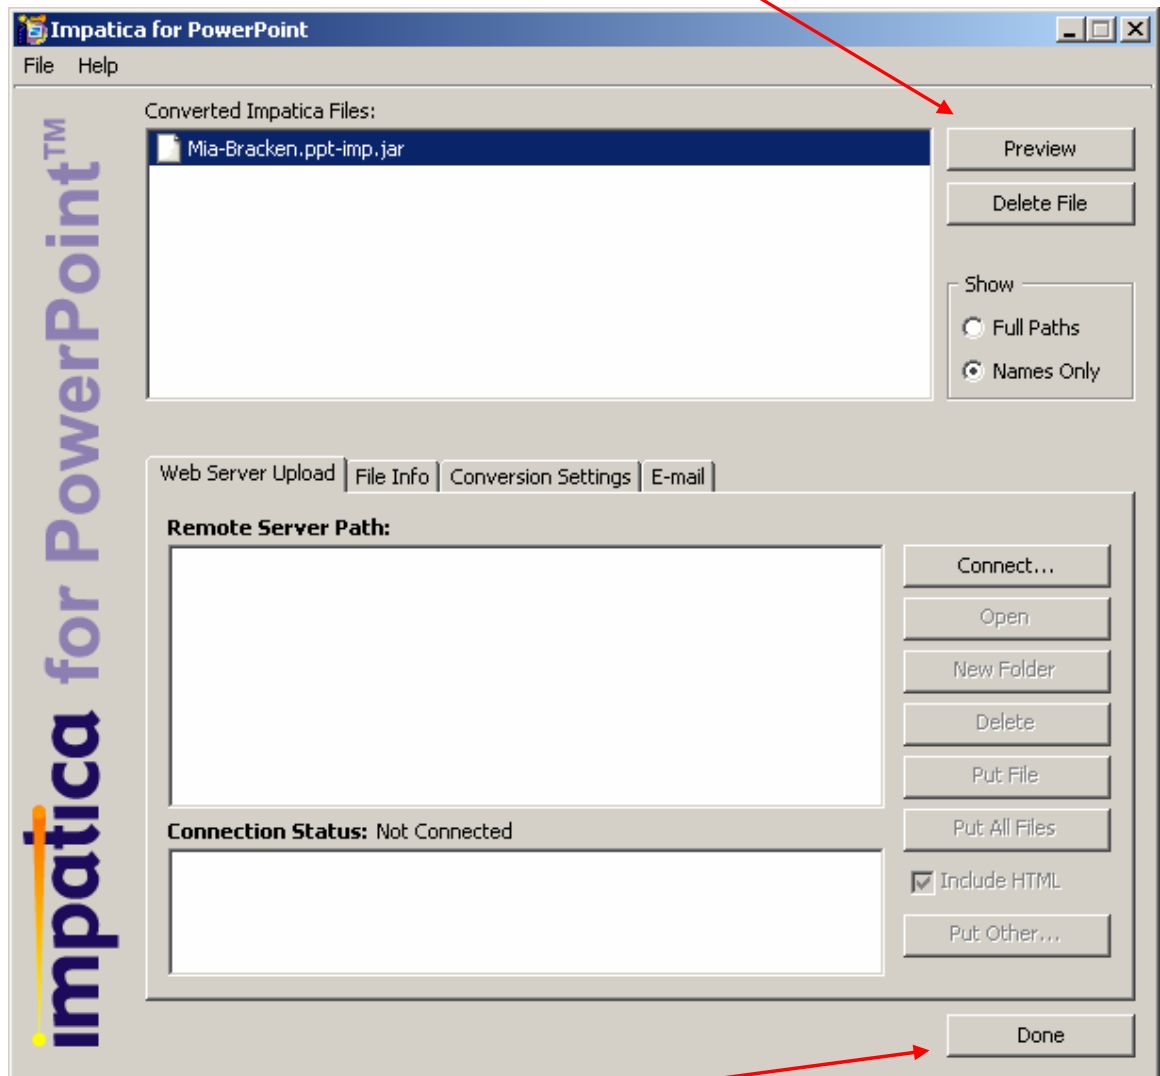 Impatica for PowerPoint
File Help
impatica for PowerPoint™
Converted Impatica Files:
Mia-Bracken.ppt-imp.jar
Preview
Delete File
Show
Full Paths
Names Only
Web Server Upload File Info Conversion Settings E-mail
Remote Server Path:
Connect...
Open
New Folder
Delete
Put File
Put All Files
Connection Status: Not Connected
Include HTML
Put Other...
Done